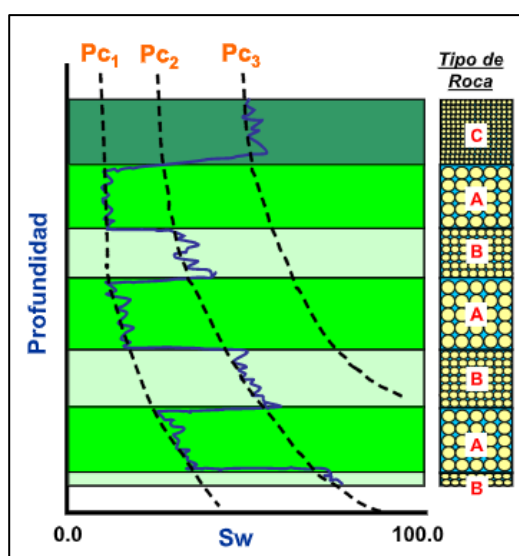 Pc1 Pc2 Pc3
Tipo de
Roca
C
A
B
A
B
A
B
Profundidad
0.0 Sw 100.0